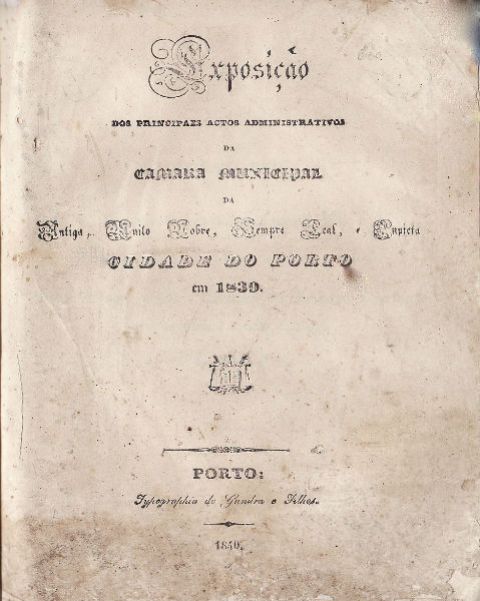 Exposição
DOS PRINCIPAES ACTOS ADMINISTRATIVOS
DA
CAMARA MUNICIPAL
DA
Antiga, Muito Nobre, Sempre Leal, e Invicta
CIDADE DO PORTO
em 1839.
PORTO:
Typographia de Gandra e Filhos.
1840.